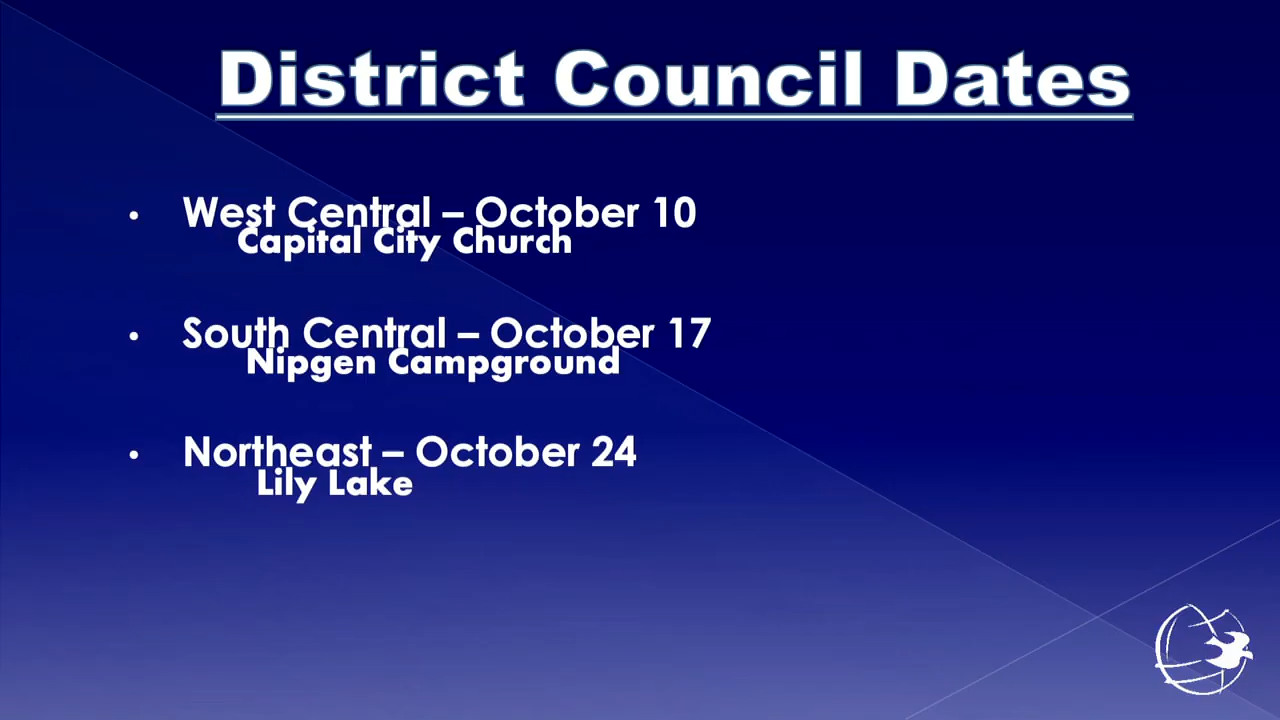 District Council Dates
• West Central – October 10
Capital City Church
• South Central – October 17
Nipgen Campground
• Northeast – October 24
Lily Lake